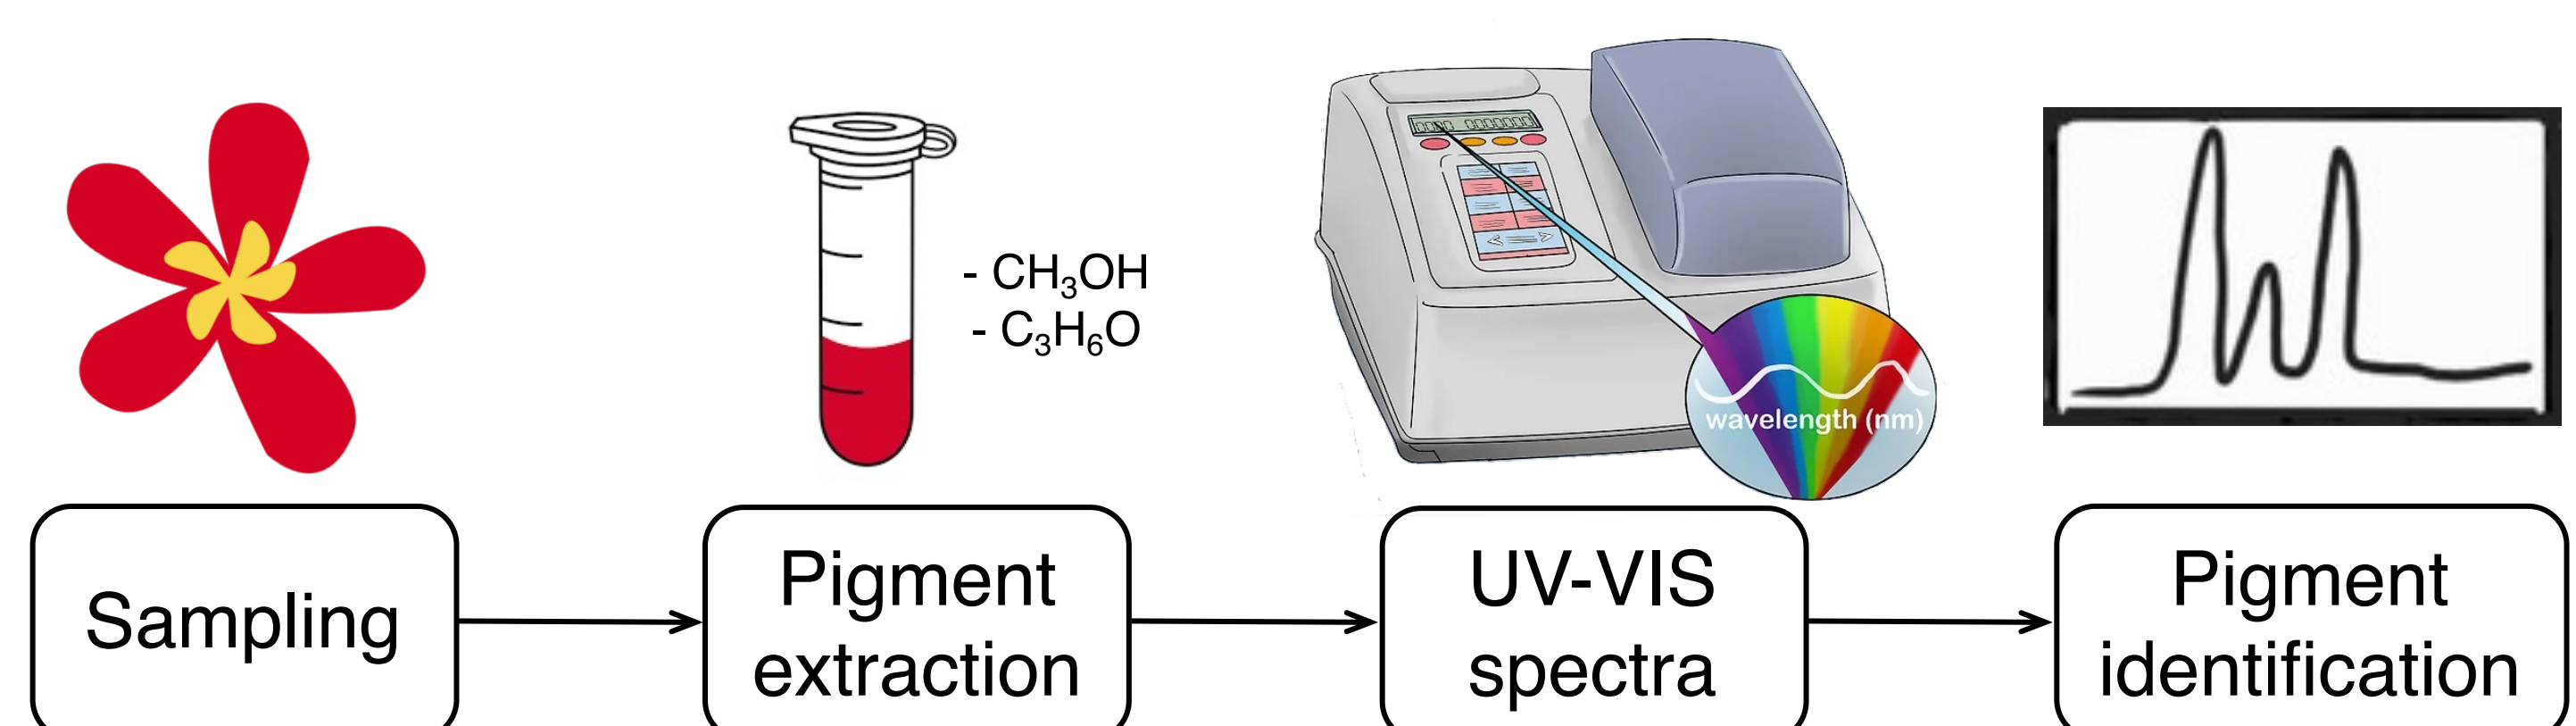 - CH₃OH
- C₃H₆O
wavelength (nm)
Sampling
Pigment
extraction
UV-VIS
spectra
Pigment
identification